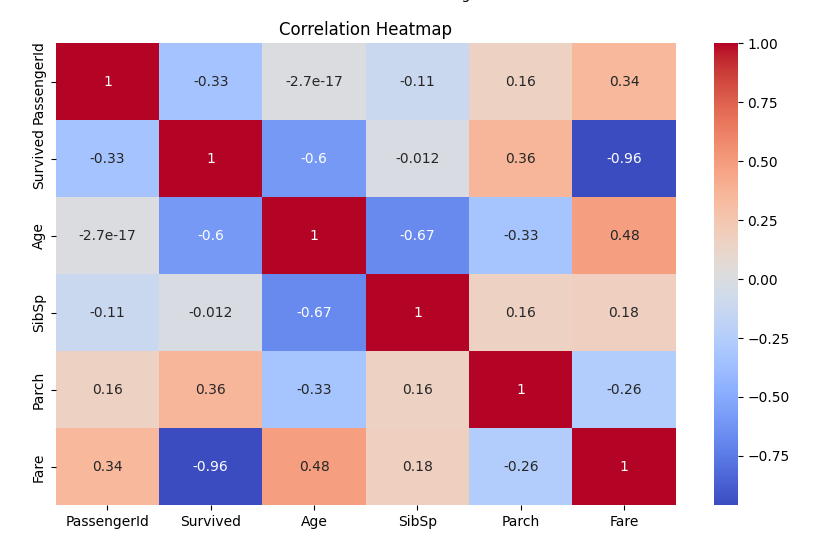 Correlation Heatmap
PassengerId 1 -0.33 -2.7e-17 -0.11 0.16 0.34
Survived -0.33 1 -0.6 -0.012 0.36 -0.96
Age -2.7e-17 -0.6 1 -0.67 -0.33 0.48
SibSp -0.11 -0.012 -0.67 1 0.16 0.18
Parch 0.16 0.36 -0.33 0.16 1 -0.26
Fare 0.34 -0.96 0.48 0.18 -0.26 1
PassengerId Survived Age SibSp Parch Fare
1.00
0.75
0.50
0.25
0.00
−0.25
−0.50
−0.75